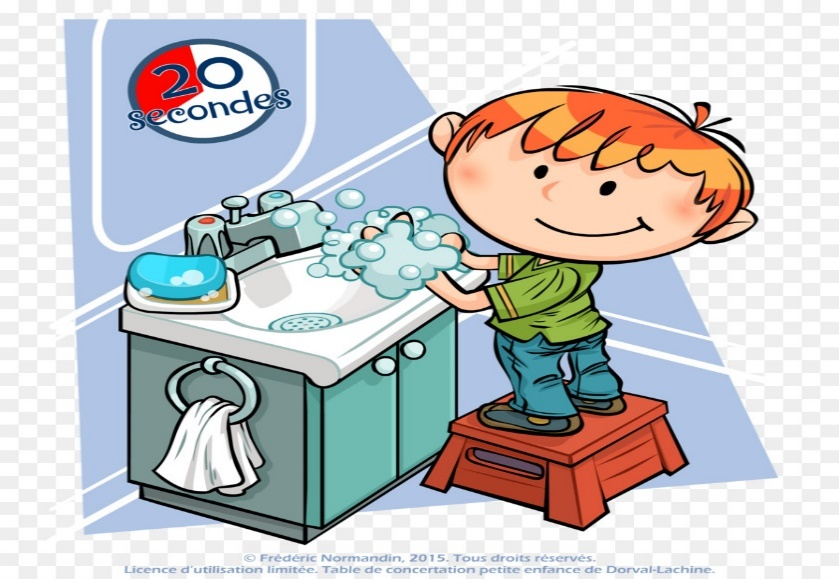 20
secondes
© Frédéric Normandin, 2015. Tous droits réservés.
Licence d'utilisation limitée. Table de concertation petite enfance de Dorval-Lachine.